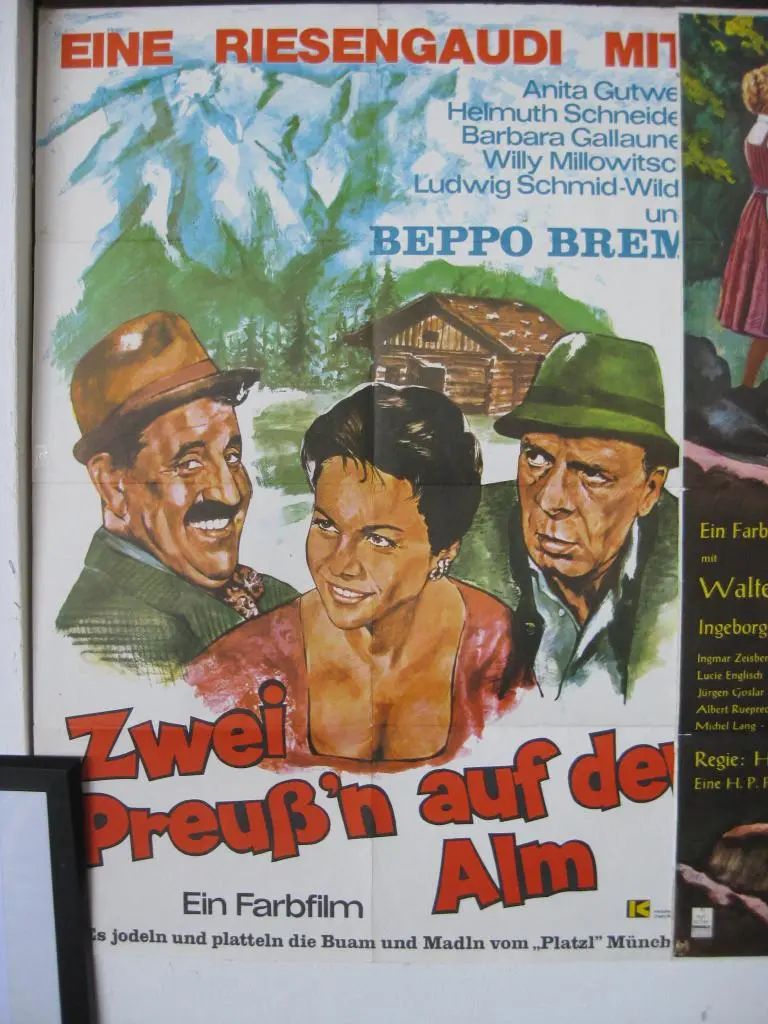 EINE RIESENGAUDI MIT
Anita Gutwe
Helmuth Schneide
Barbara Gallaune
Willy Millowitsc
Ludwig Schmid-Wild
un
BEPPO BREM
Zwei
Preuß'n auf der
Alm
Ein Farbfilm
Es jodeln und platteln die Buam und Madln vom „Platzl" Münch
Ein Farb
mit
Walte
Ingeborg
Ingmar Zeisber
Lucie Englisch
Jürgen Goslar
Albert Rueprec
Michel Lang -
Regie: H
Eine H. P. F